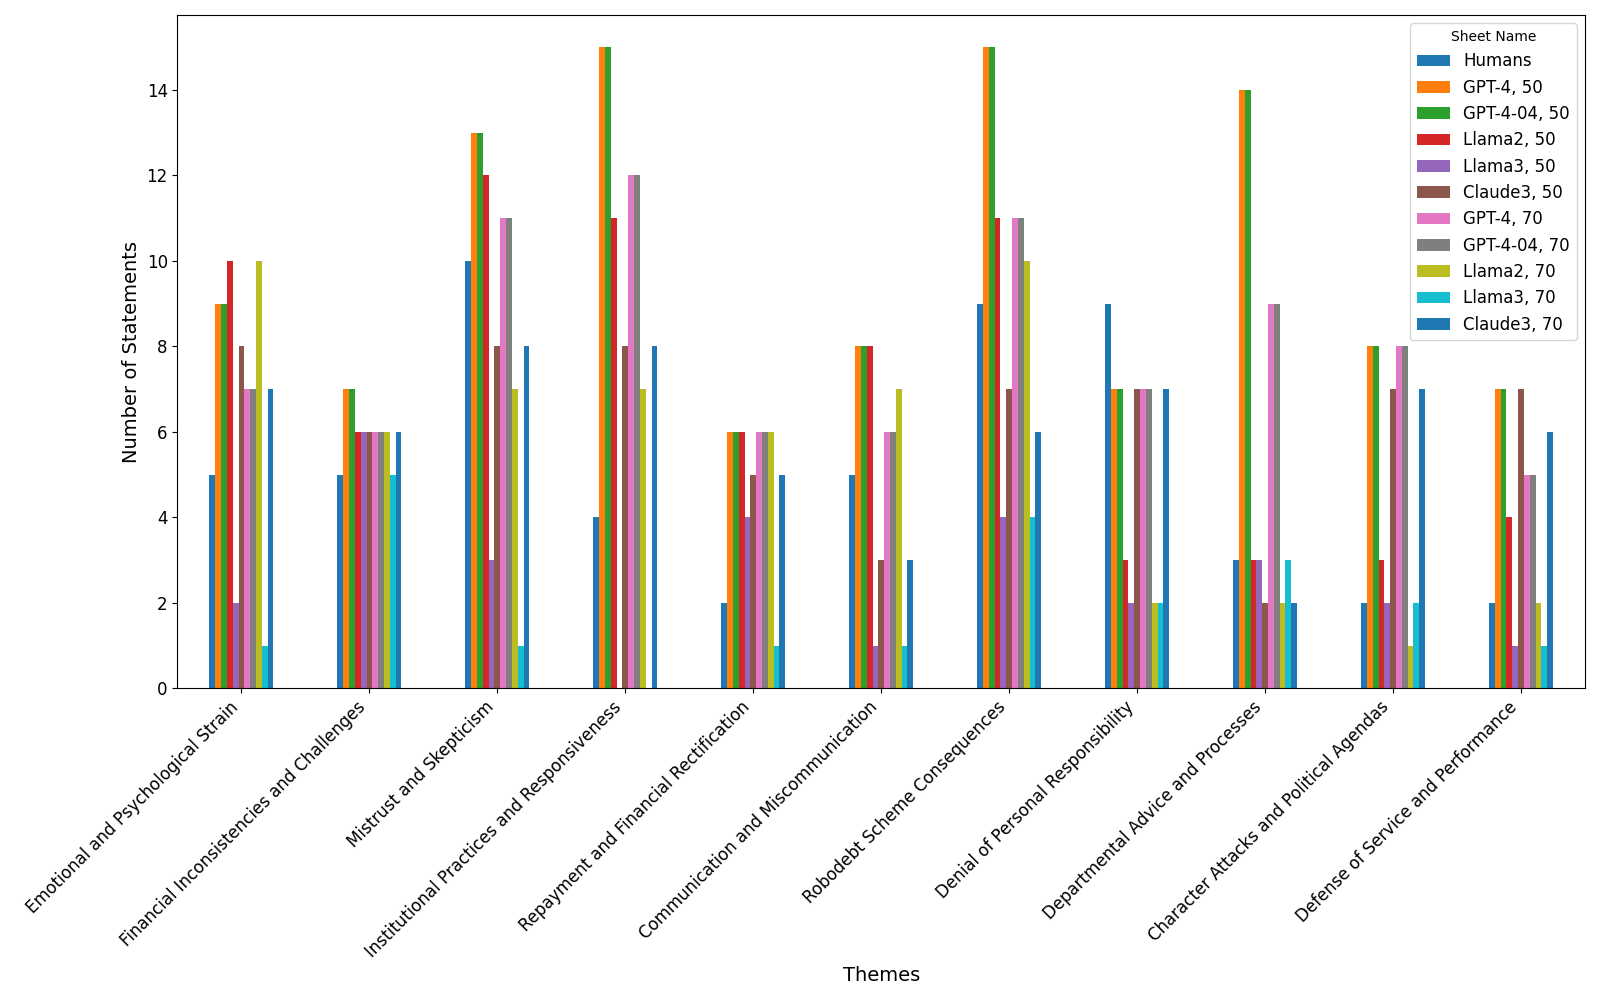 Sheet Name
Humans
GPT-4, 50
GPT-4-04, 50
Llama2, 50
Llama3, 50
Claude3, 50
GPT-4, 70
GPT-4-04, 70
Llama2, 70
Llama3, 70
Claude3, 70
Number of Statements
14
12
10
8
6
4
2
0
Emotional and Psychological Strain
Financial Inconsistencies and Challenges
Mistrust and Skepticism
Institutional Practices and Responsiveness
Repayment and Financial Rectification
Communication and Miscommunication
Robodebt Scheme Consequences
Denial of Personal Responsibility
Departmental Advice and Processes
Character Attacks and Political Agendas
Defense of Service and Performance
Themes